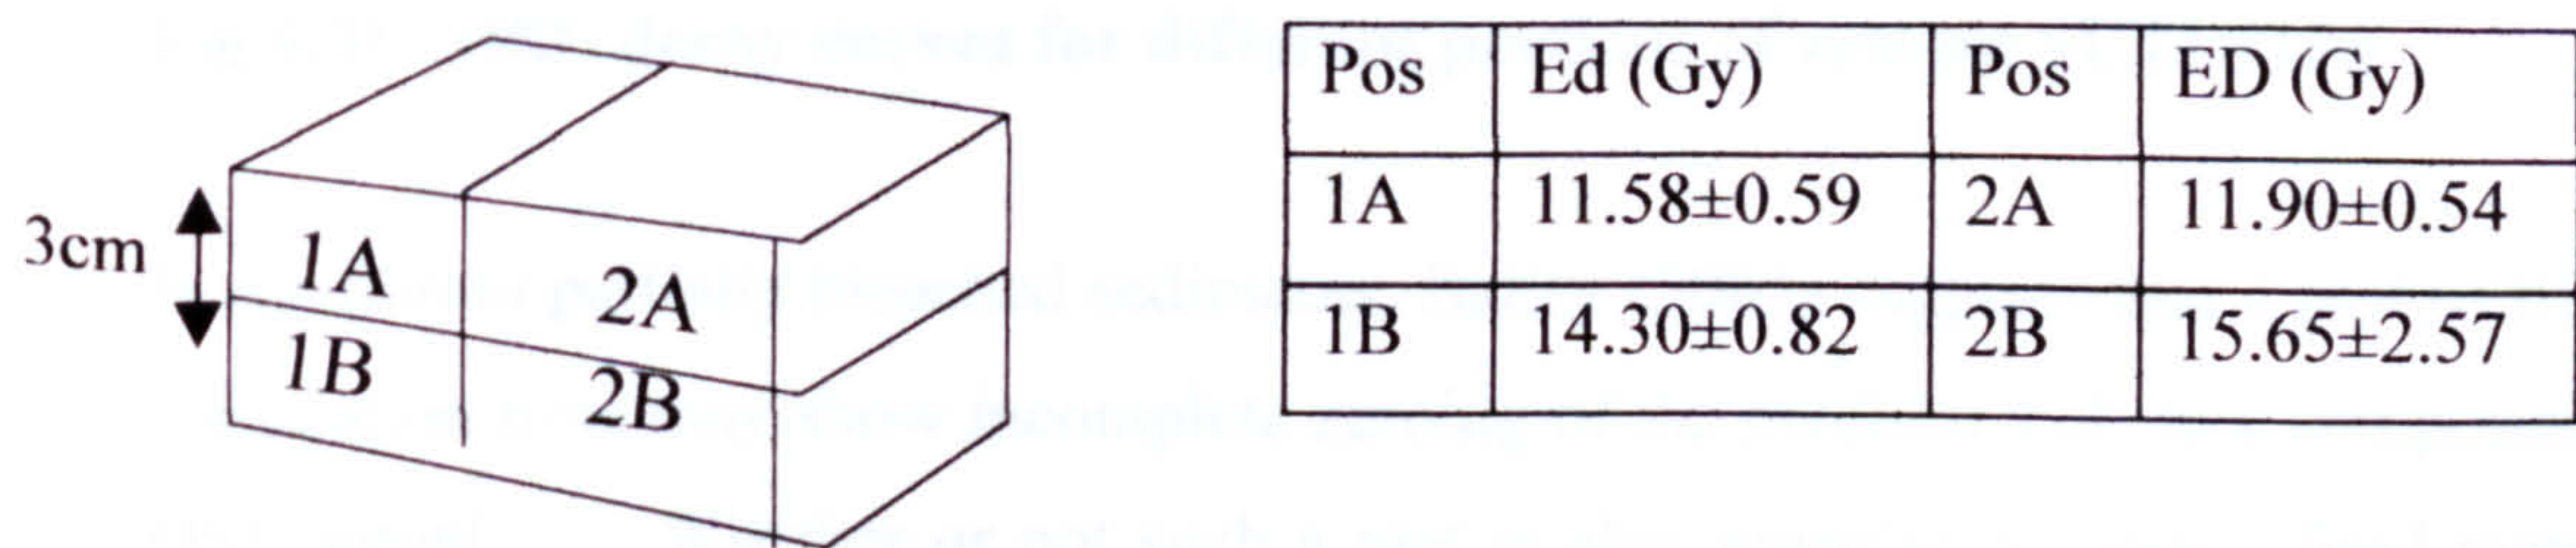 3cm
1A
2A
1B
2B
Pos Ed (Gy) Pos ED (Gy)
1A 11.58±0.59 2A 11.90±0.54
1B 14.30±0.82 2B 15.65±2.57